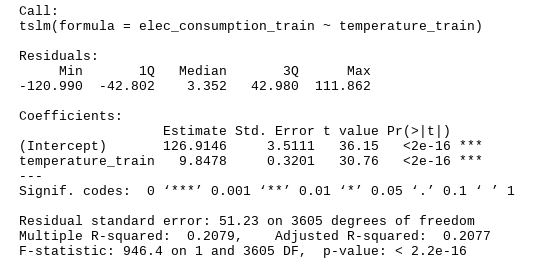 Call:
tslm(formula = elec_consumption_train ~ temperature_train)
Residuals:
Min 1Q Median 3Q Max
-120.990 -42.802 3.352 42.980 111.862
Coefficients:
Estimate Std. Error t value Pr(>|t|)
(Intercept) 126.9146 3.5111 36.15 <2e-16 ***
temperature_train 9.8478 0.3201 30.76 <2e-16 ***
---
Signif. codes: 0 ‘***’ 0.001 ‘**’ 0.01 ‘*’ 0.05 ‘.’ 0.1 ‘ ’ 1
Residual standard error: 51.23 on 3605 degrees of freedom
Multiple R-squared: 0.2079, Adjusted R-squared: 0.2077
F-statistic: 946.4 on 1 and 3605 DF, p-value: < 2.2e-16